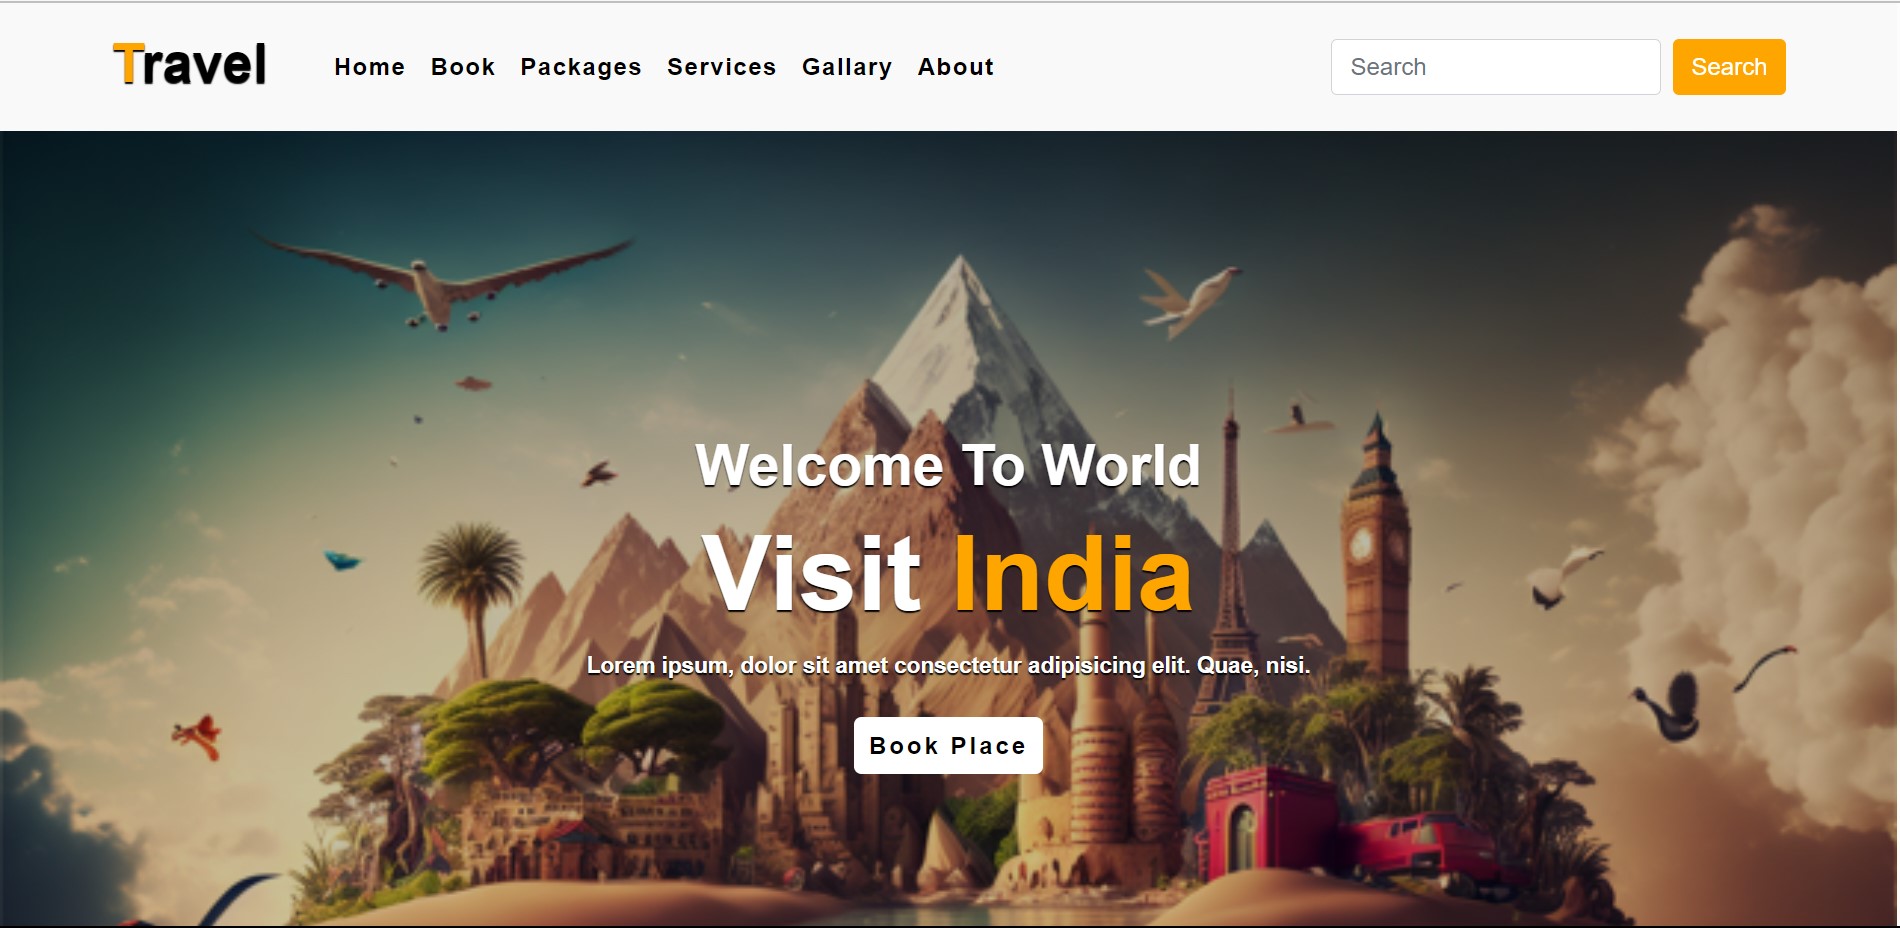 Travel
Home Book Packages Services Gallary About
Search
Search
Welcome To World
Visit India
Lorem ipsum, dolor sit amet consectetur adipisicing elit. Quae, nisi.
Book Place